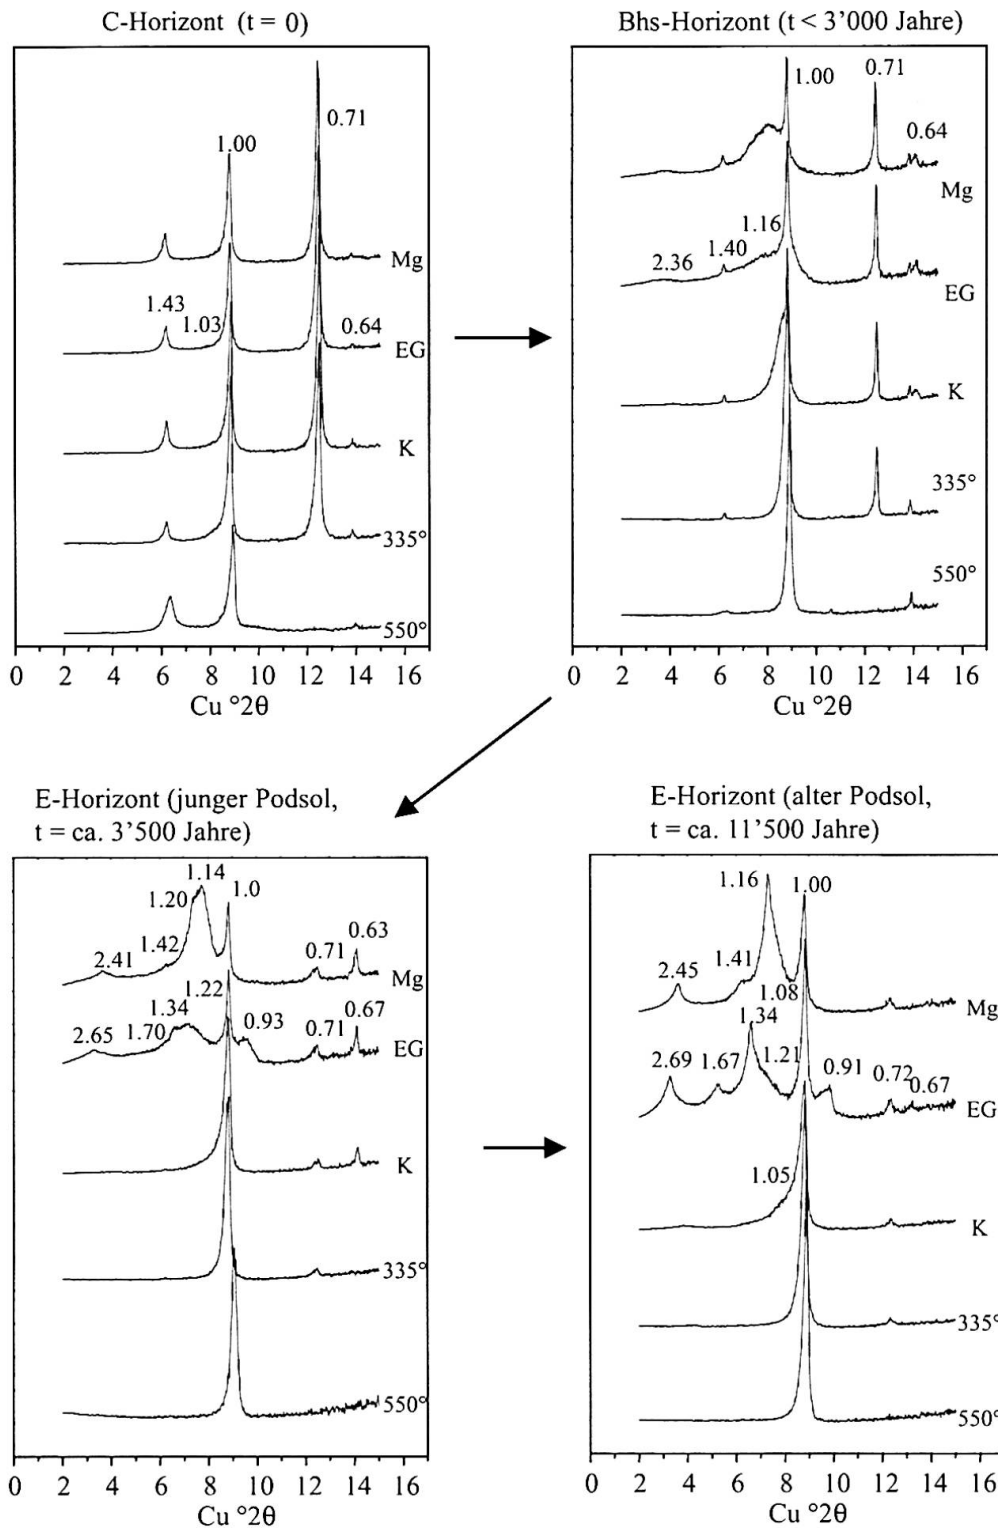 C-Horizont (t = 0)
1.00
0.71
Mg
1.43
1.03
0.64
EG
K
335°
550°
0 2 4 6 8 10 12 14 16
Cu °2θ
Bhs-Horizont (t < 3’000 Jahre)
1.00
0.71
0.64
Mg
1.16
1.40
2.36
EG
K
335°
550°
0 2 4 6 8 10 12 14 16
Cu °2θ
E-Horizont (junger Podsol,
t = ca. 3’500 Jahre)
1.14
1.20
1.0
1.42
2.41
0.71
0.63
Mg
1.22
1.34
1.70
2.65
0.93
0.71
0.67
EG
K
335°
550°
0 2 4 6 8 10 12 14 16
Cu °2θ
E-Horizont (alter Podsol,
t = ca. 11’500 Jahre)
1.16
1.00
1.41
2.45
1.08
Mg
1.34
2.69
1.67
1.21
0.91
0.72
0.67
EG
1.05
K
335°
550°
0 2 4 6 8 10 12 14 16
Cu °2θ